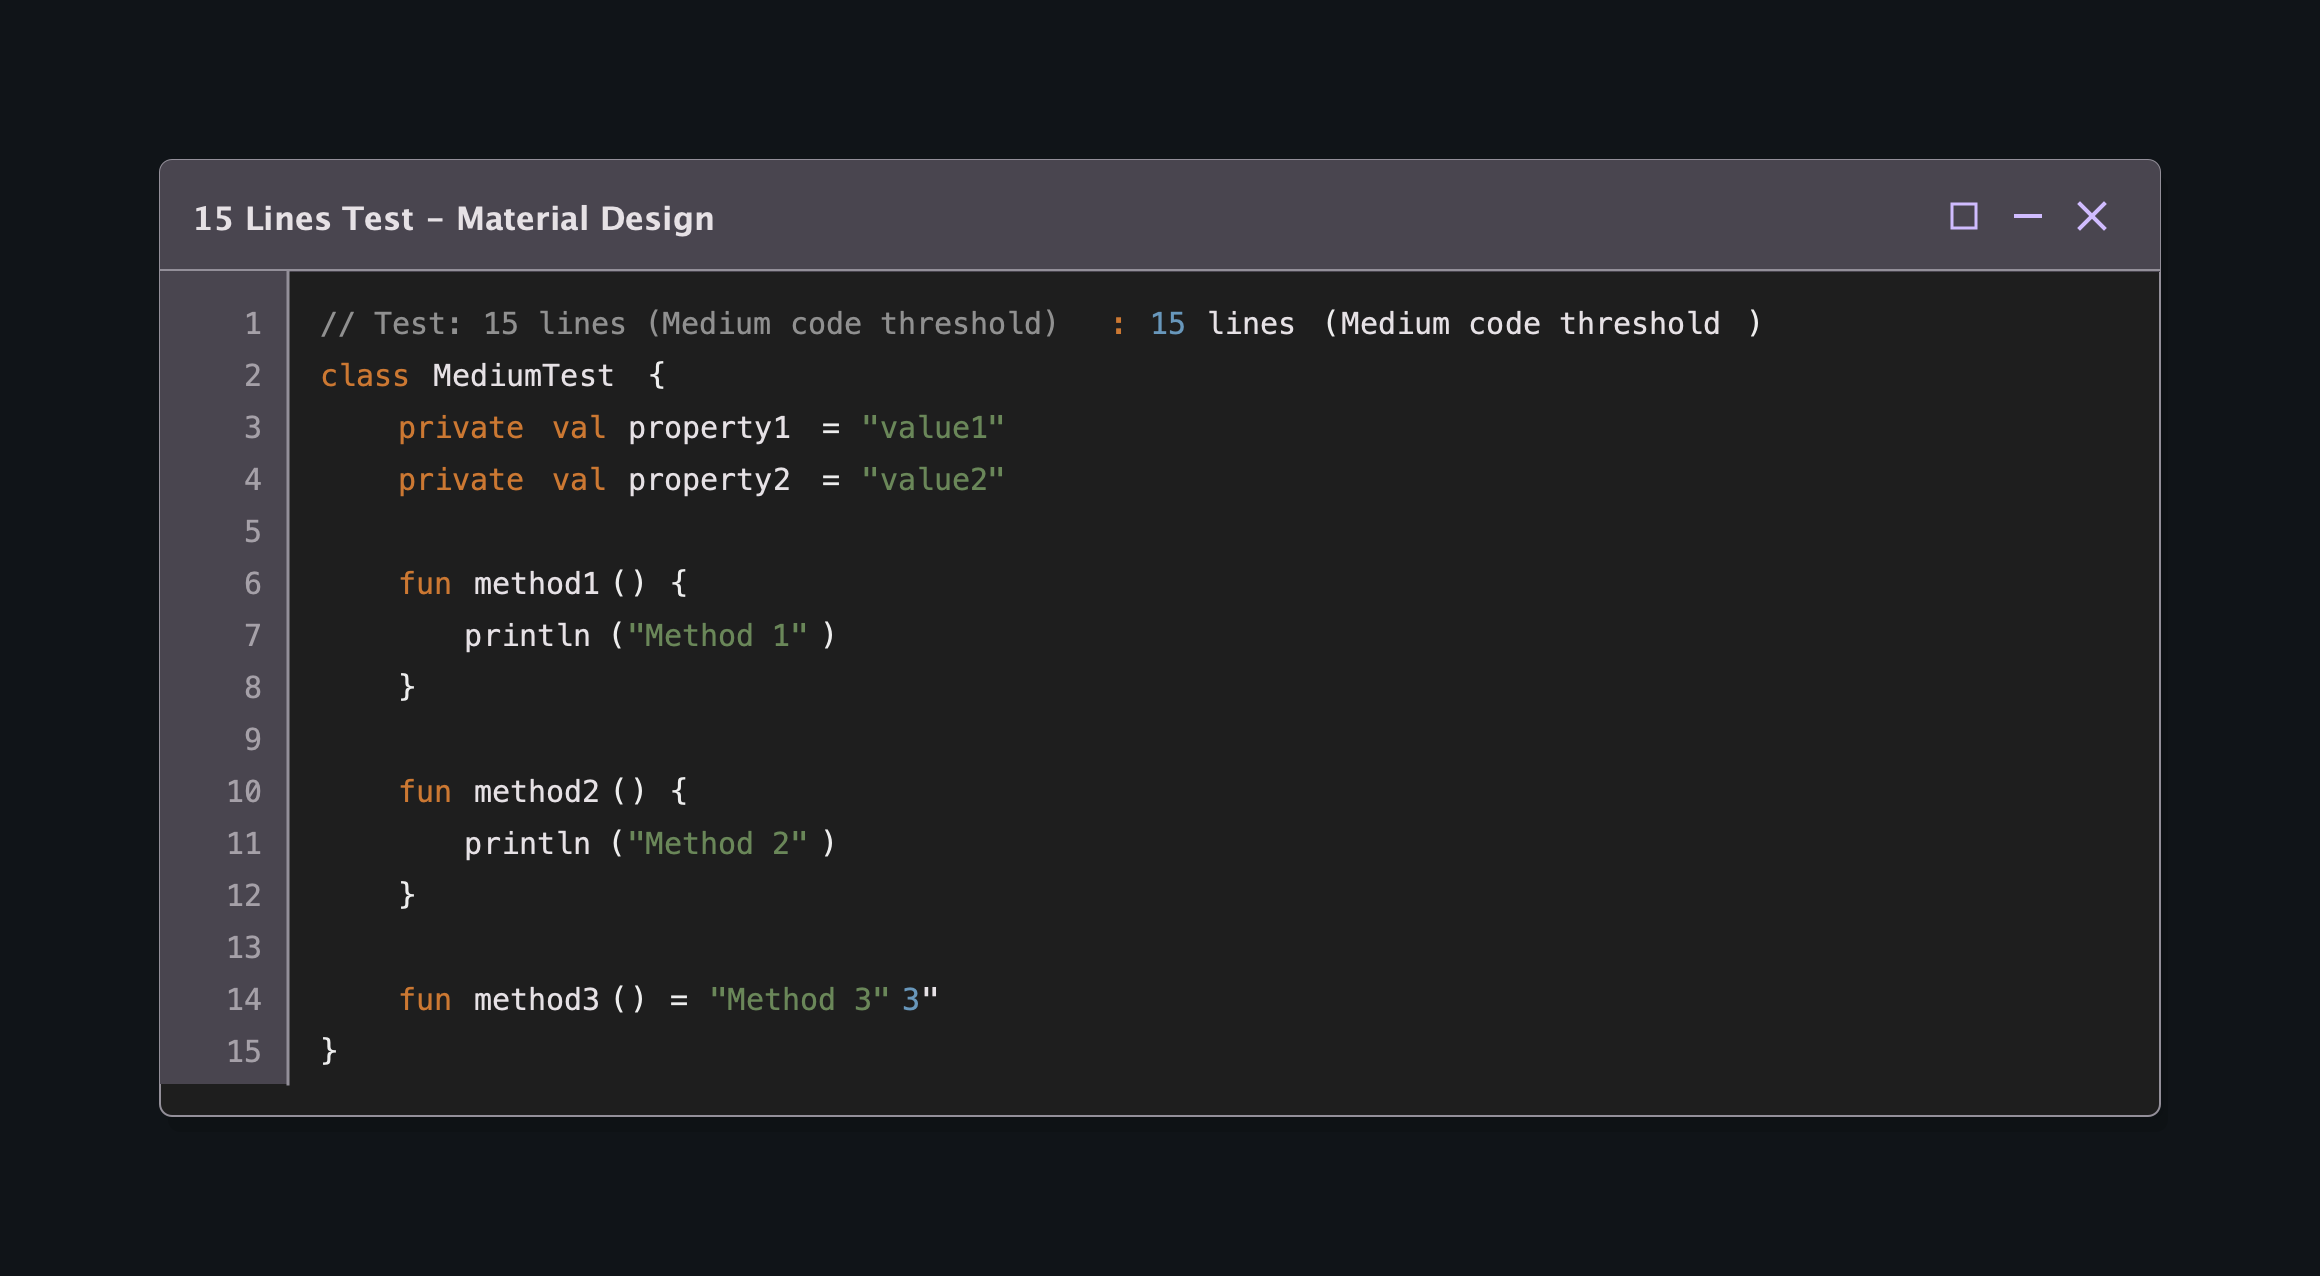 15 Lines Test – Material Design
1 // Test: 15 lines (Medium code threshold) : 15 lines (Medium code threshold )
2 class MediumTest {
3 private val property1 = "value1"
4 private val property2 = "value2"
5
6 fun method1 () {
7 println ("Method 1" )
8 }
9
10 fun method2 () {
11 println ("Method 2" )
12 }
13
14 fun method3 () = "Method 3" 3"
15 }